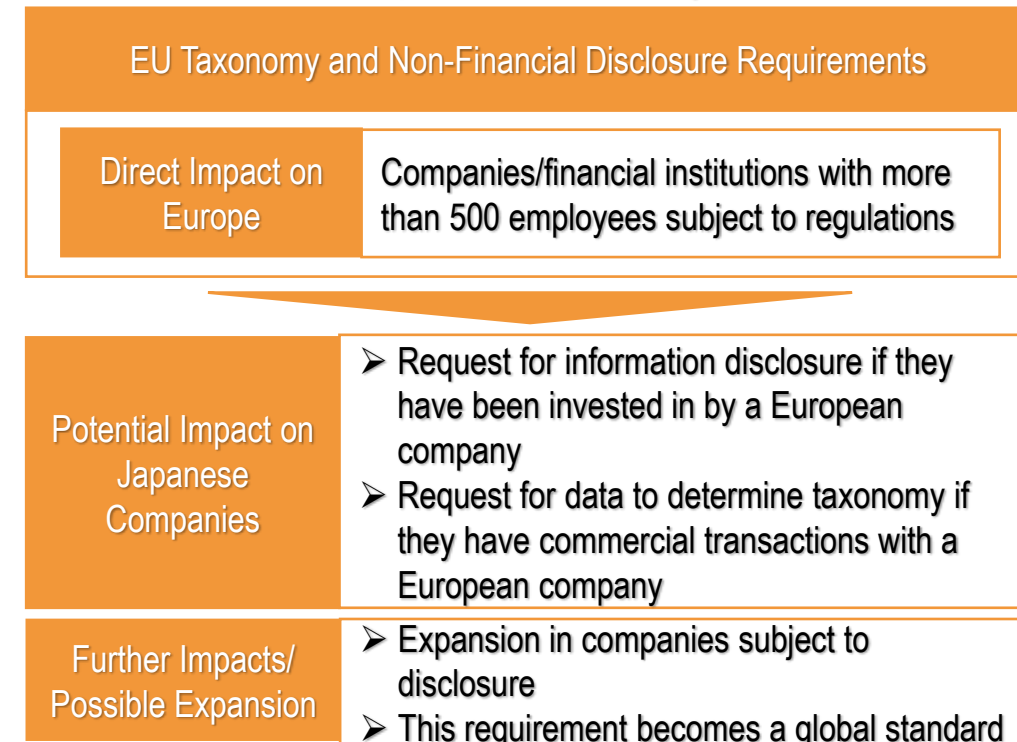 EU Taxonomy and Non-Financial Disclosure Requirements
Direct Impact on
Europe
Companies/financial institutions with more
than 500 employees subject to regulations
Potential Impact on
Japanese
Companies
➢ Request for information disclosure if they
have been invested in by a European
company
➢ Request for data to determine taxonomy if
they have commercial transactions with a
European company
Further Impacts/
Possible Expansion
➢ Expansion in companies subject to
disclosure
➢ This requirement becomes a global standard